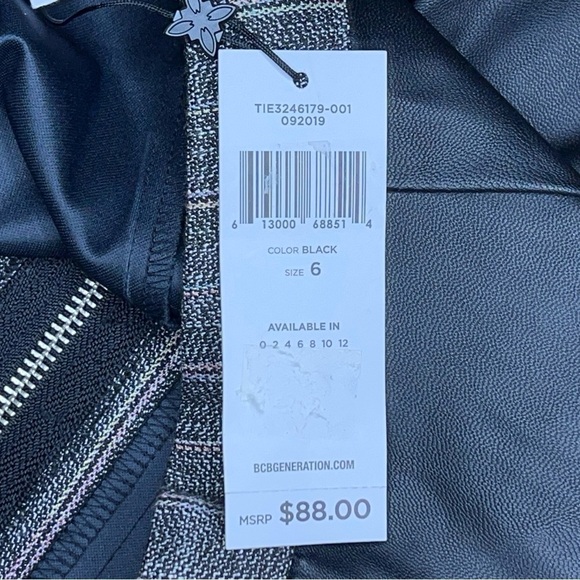 TIE3246179-001
092019
6 13000 68851 4
COLOR BLACK
SIZE 6
AVAILABLE IN
0 2 4 6 8 10 12
BCBGENERATION.COM
MSRP $88.00